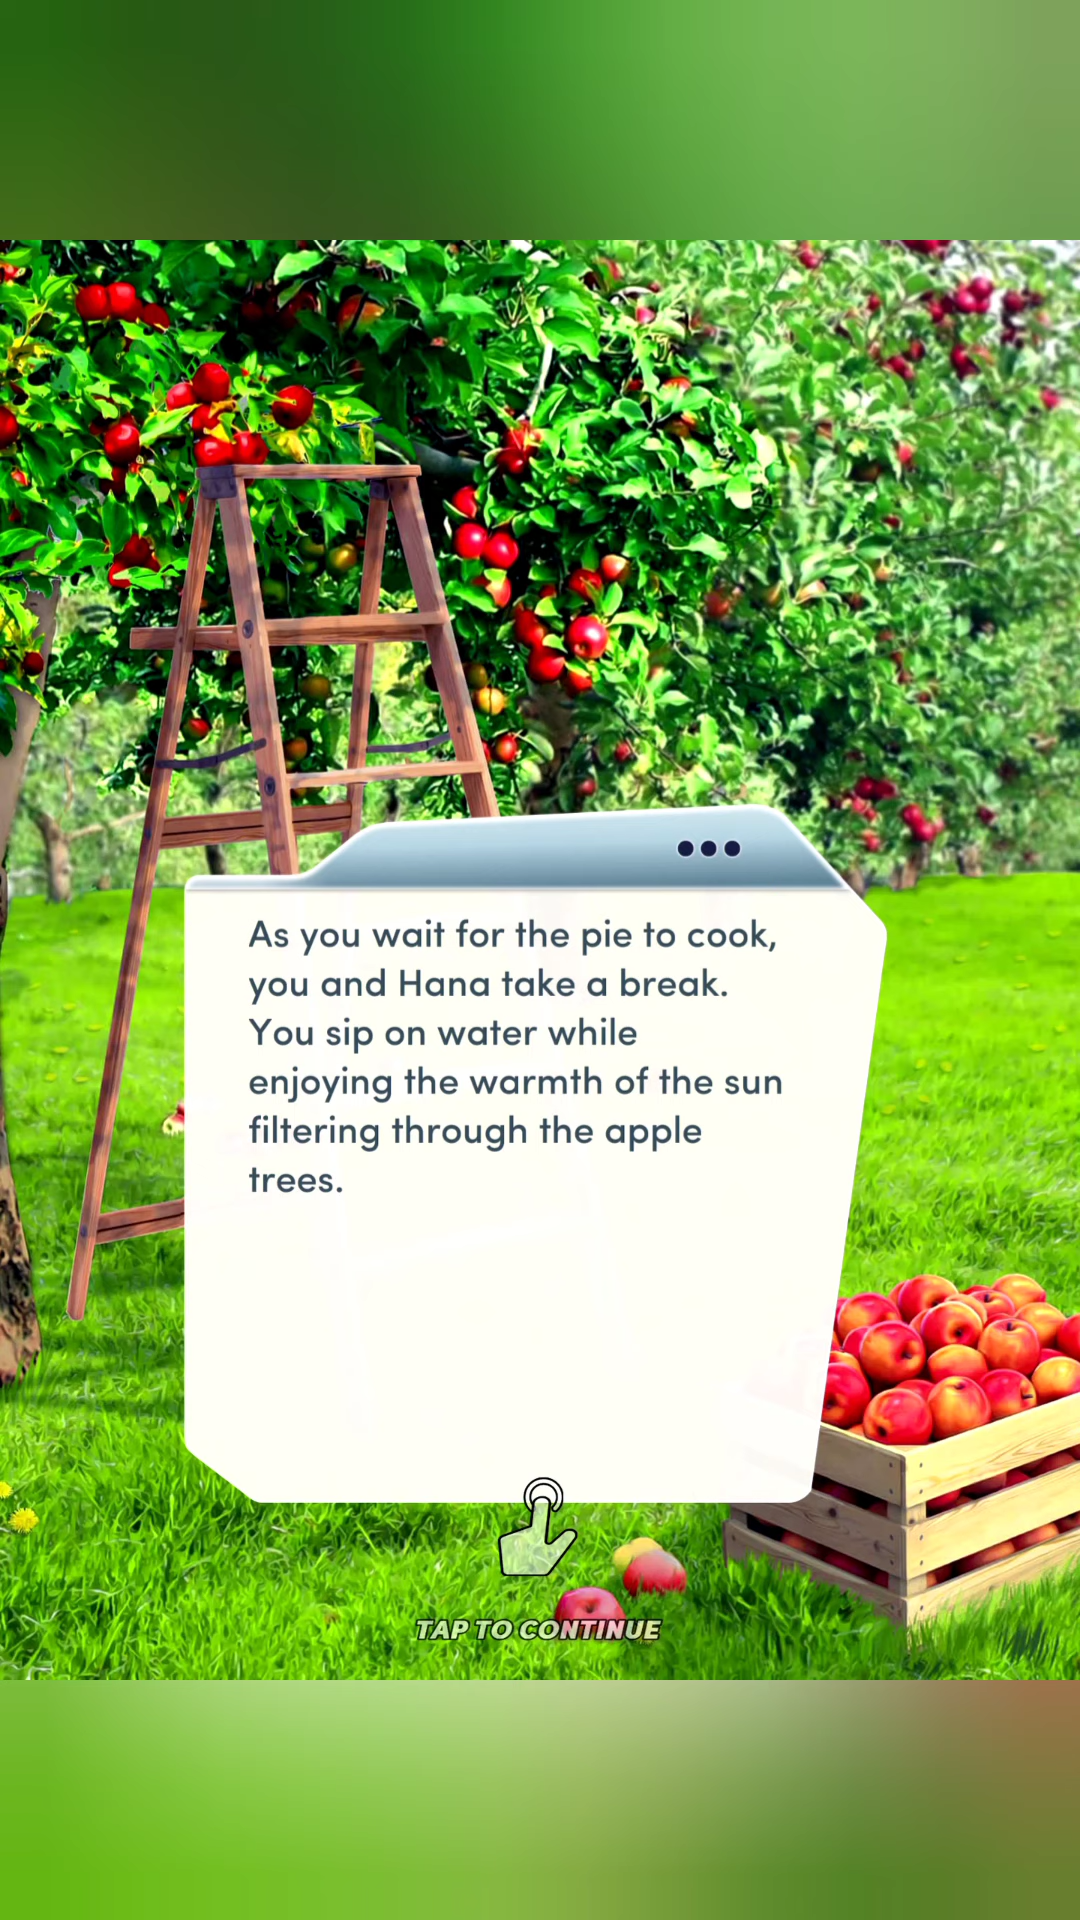 As you wait for the pie to cook,
you and Hana take a break.
You sip on water while
enjoying the warmth of the sun
filtering through the apple
trees.
TAP TO CONTINUE